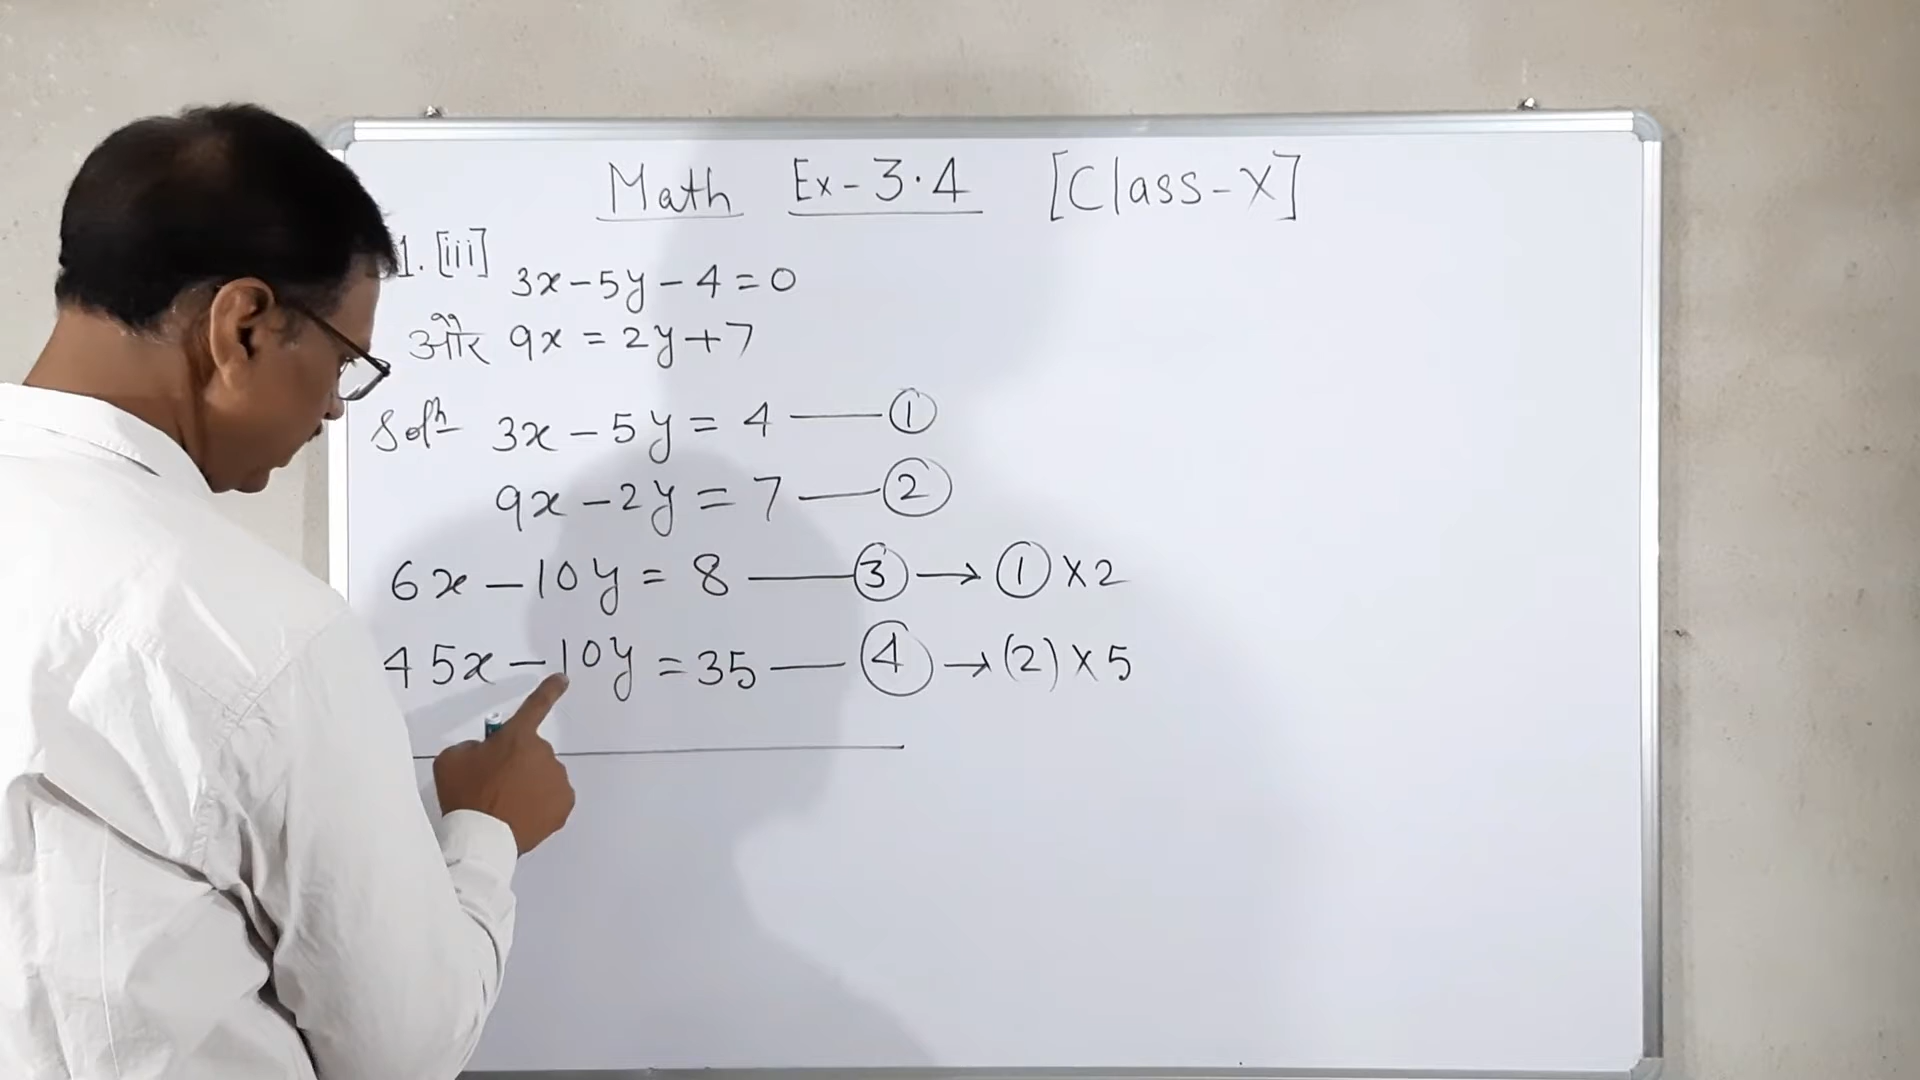 Math Ex-3.4 [Class-X]
1. [iii] 3x-5y-4=0
और 9x = 2y+7
Solⁿ 3x-5y = 4 —— ①
9x-2y = 7 —— ②
6x-10y = 8 —— ③ → ① X2
45x-10y = 35 —— ④ → (2) X 5